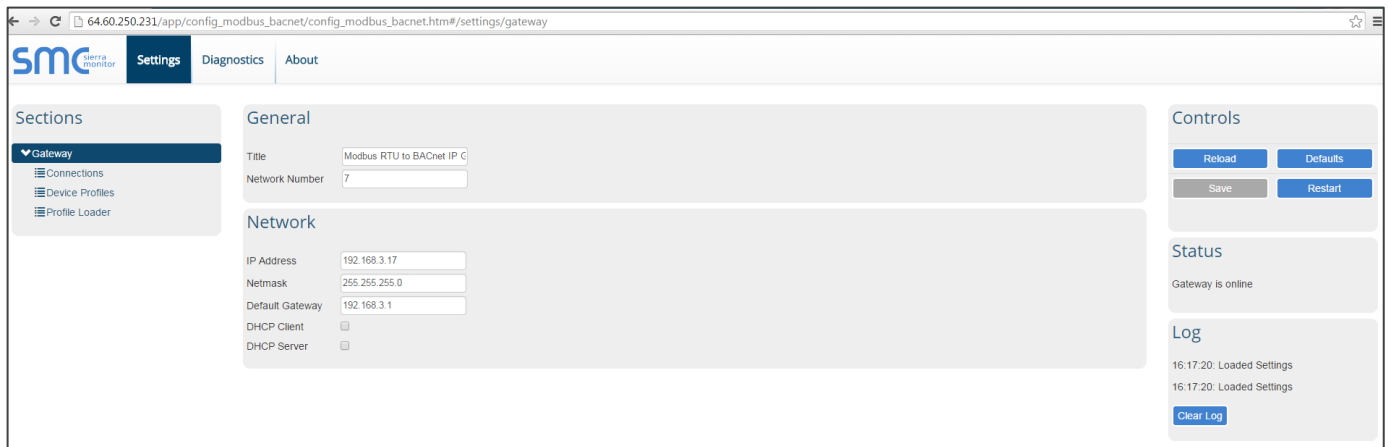 64.60.250.231/app/config_modbus_bacnet/config_modbus_bacnet.htm#/settings/gateway
SMC sierra monitor
Settings
Diagnostics
About
Sections
Gateway
Connections
Device Profiles
Profile Loader
General
Title
Modbus RTU to BACnet IP G
Network Number
7
Network
IP Address
192.168.3.17
Netmask
255.255.255.0
Default Gateway
192.168.3.1
DHCP Client
DHCP Server
Controls
Reload
Defaults
Save
Restart
Status
Gateway is online
Log
16:17:20: Loaded Settings
16:17:20: Loaded Settings
Clear Log